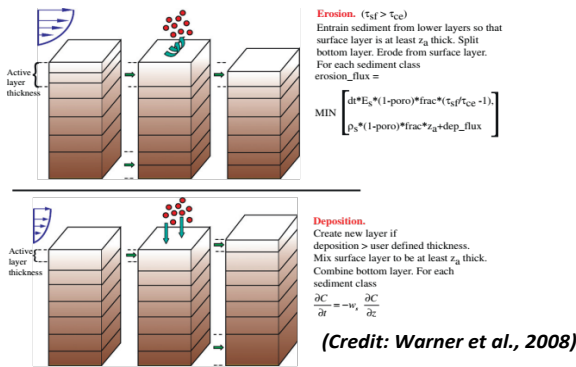 Erosion. (τsf > τce)
Entrain sediment from lower layers so that
surface layer is at least za thick. Split
bottom layer. Erode from surface layer.
For each sediment class
erosion_flux =
MIN [dt*Es*(1-poro)*frac*(τsf/τce -1),
ρs*(1-poro)*frac*za+dep_flux]
Active
layer
thickness
Deposition.
Create new layer if
deposition > user defined thickness.
Mix surface layer to be at least za thick.
Combine bottom layer. For each
sediment class
∂C/∂t = -ws ∂C/∂z
Active
layer
thickness
(Credit: Warner et al., 2008)